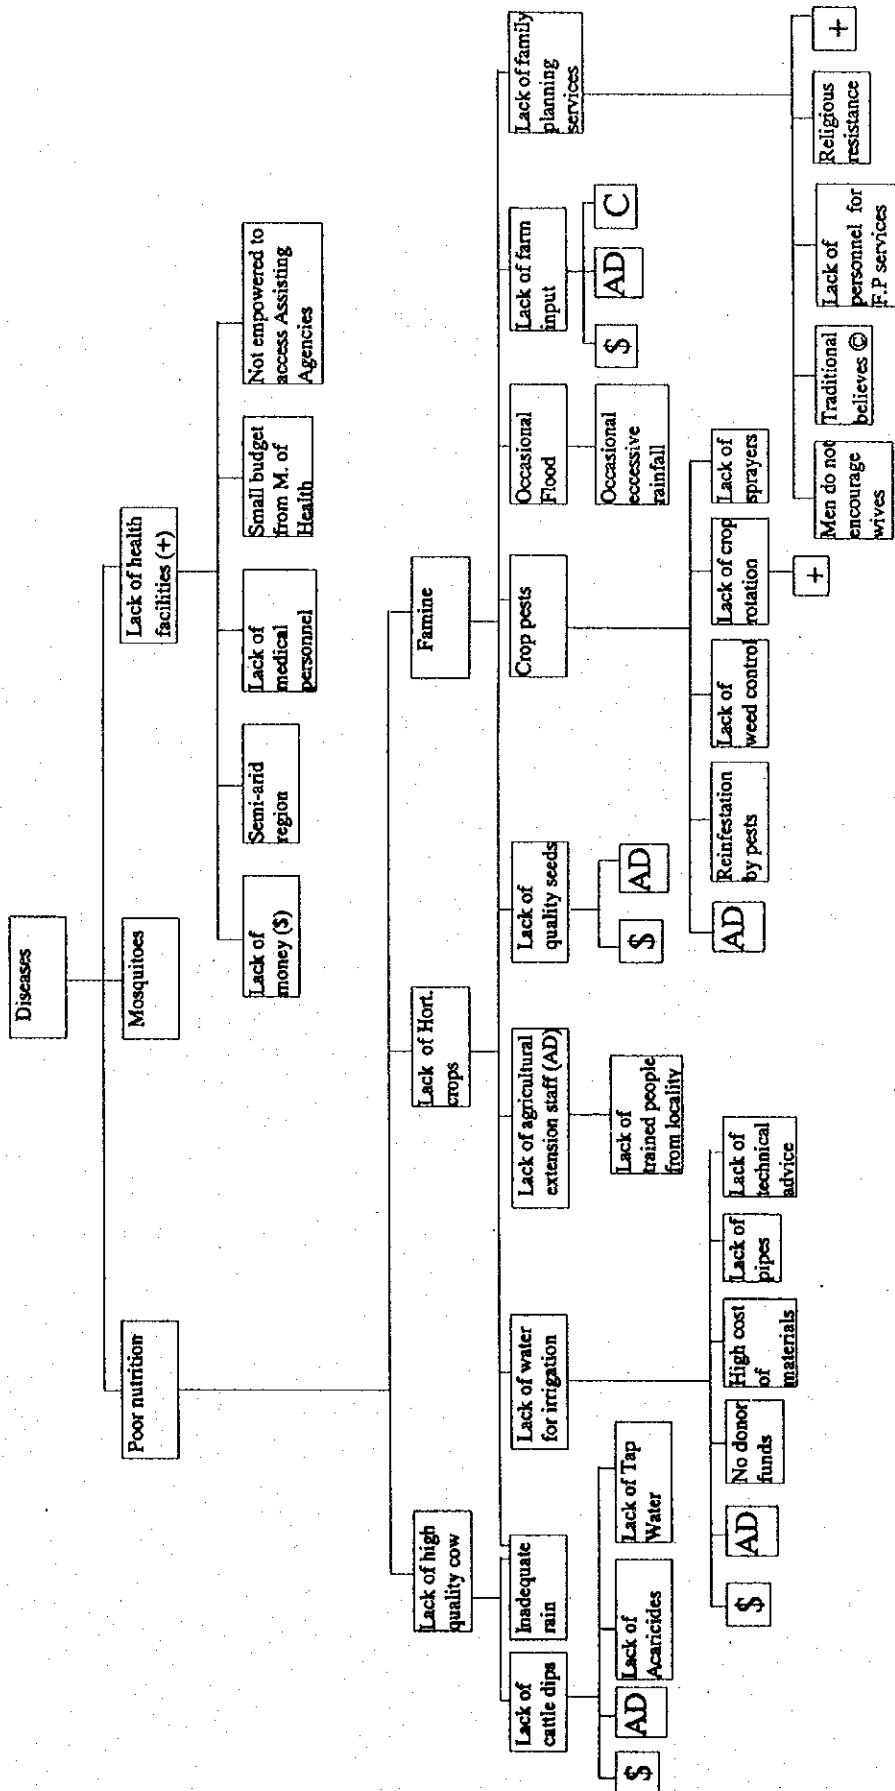 Diseases
Poor nutrition
Mosquitoes
Lack of health
facilities (+)
Lack of
money ($)
Semi-arid
region
Lack of
medical
personnel
Small budget
from M. of
Health
Not empowered to
access Assisting
Agencies
Lack of high
quality cow
Lack of Hort.
crops
Famine
Lack of
cattle dips
Inadequate
rain
Lack of water
for irrigation
Lack of agricultural
extension staff (AD)
Lack of
quality seeds
Crop pests
Occasional
Flood
Lack of farm
input
Lack of family
planning
services
$
AD
Lack of
Acaricides
Lack of Tap
Water
Lack of
trained people
from locality
$
AD
Occasional
eccessive
rainfall
$
AD
C
$
AD
No donor
funds
High cost
of
materials
Lack of
pipes
Lack of
technical
advice
AD
Reinfestation
by pests
Lack of
weed control
Lack of crop
rotation
Lack of
sprayers
+
Men do not
encourage
wives
Traditional
believes ©
Lack of
personnel for
F.P services
Religious
resistance
+